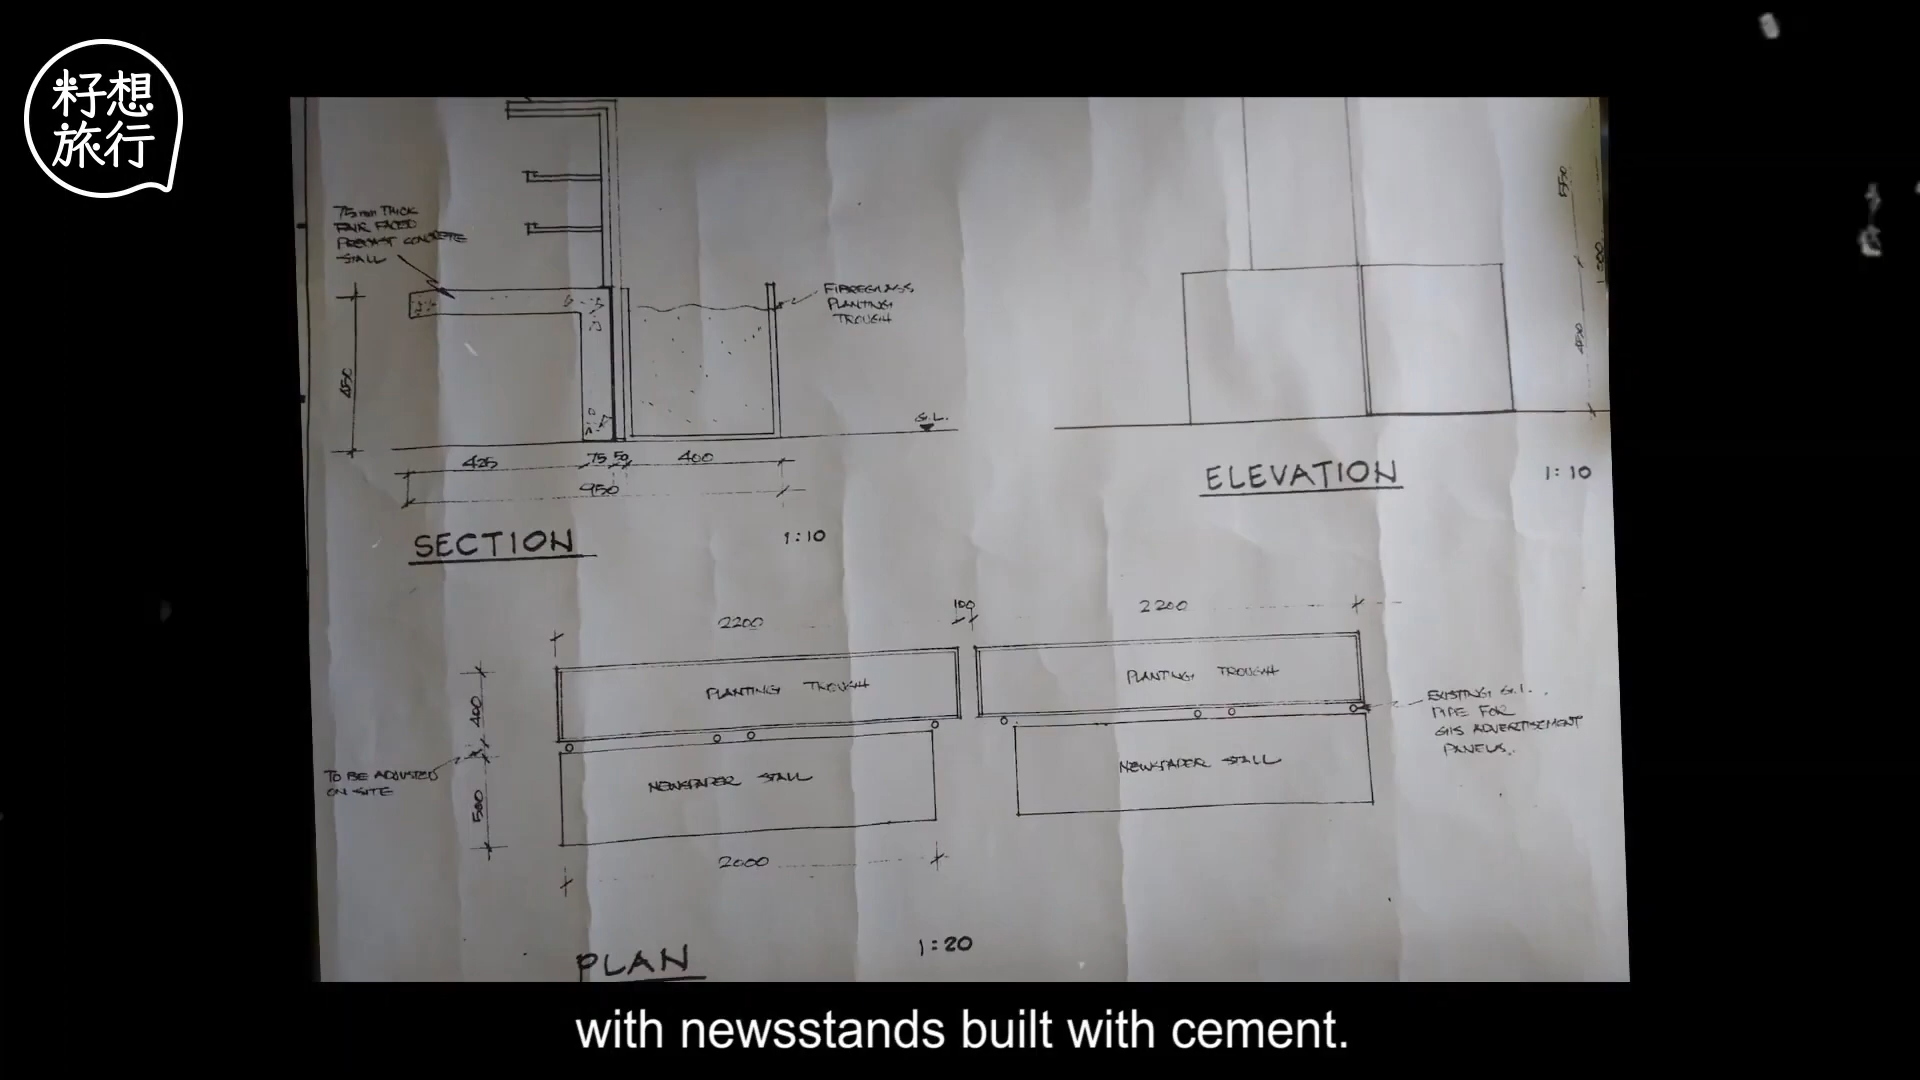 籽想
旅行
75mm THICK
FAIR FACED
PRECAST CONCRETE
STALL
FIBREGLASS
PLANTING
TROUGH
450
G.L.
425
75
50
400
950
SECTION
1:10
550
450
ELEVATION
1:10
2200
100
2200
PLANTING TROUGH
PLANTING TROUGH
400
500
TO BE ADJUSTED
ON SITE
NEWSPAPER STALL
NEWSPAPER STALL
EXISTING G.I.
PIPE FOR
GIS ADVERTISEMENT
PANELS.
2000
PLAN
1:20
with newsstands built with cement.